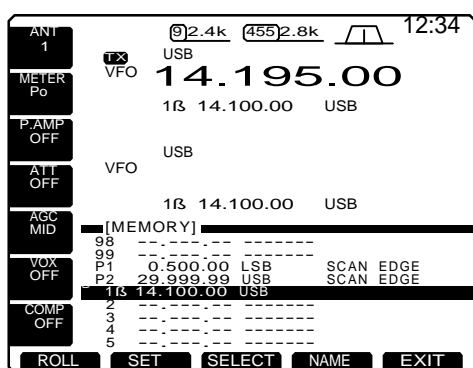 ANT
1
9 2.4k 455 2.8k 12:34
TX USB
VFO 14.195.00
METER
Po
1ß 14.100.00 USB
P.AMP
OFF
USB
ATT
OFF
VFO
1ß 14.100.00 USB
AGC
MID
[MEMORY]
98 --.---.-- -------
99 --.---.-- -------
VOX
OFF
P1 0.500.00 LSB SCAN EDGE
P2 29.999.99 USB SCAN EDGE
1ß 14.100.00 USB
COMP
OFF
2 --.---.-- -------
3 --.---.-- -------
4 --.---.-- -------
5 --.---.-- -------
ROLL SET SELECT NAME EXIT